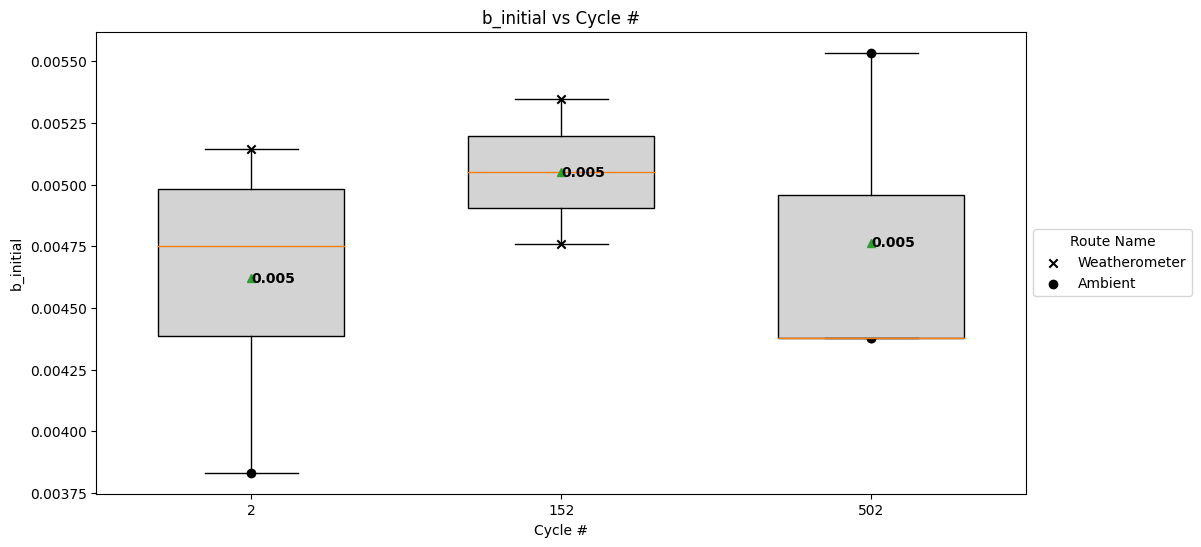 b_initial vs Cycle #
0.00550
0.00525
0.00500
0.00475
0.00450
0.00425
0.00400
0.00375
b_initial
0.005
0.005
0.005
2
152
502
Cycle #
Route Name
Weatherometer
Ambient